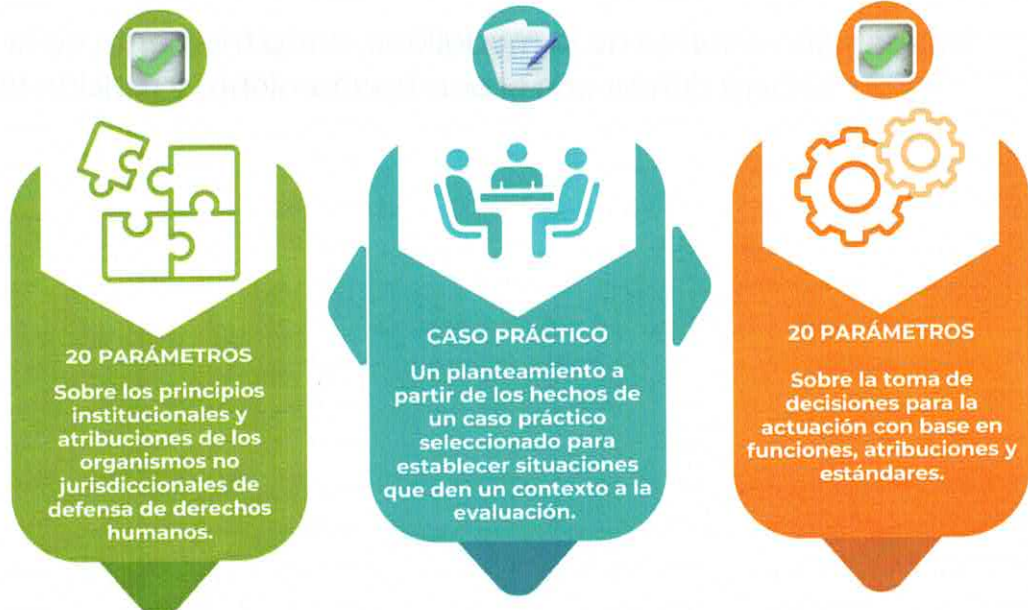 20 PARÁMETROS
Sobre los principios
institucionales y
atribuciones de los
organismos no
jurisdiccionales de
defensa de derechos
humanos.
CASO PRÁCTICO
Un planteamiento a
partir de los hechos de
un caso práctico
seleccionado para
establecer situaciones
que den un contexto a la
evaluación.
20 PARÁMETROS
Sobre la toma de
decisiones para la
actuación con base en
funciones, atribuciones y
estándares.